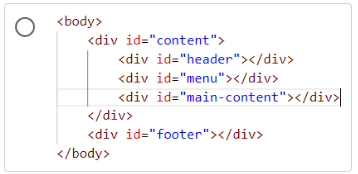 <body>
<div id="content">
<div id="header"></div>
<div id="menu"></div>
<div id="main-content"></div>
</div>
<div id="footer"></div>
</body>